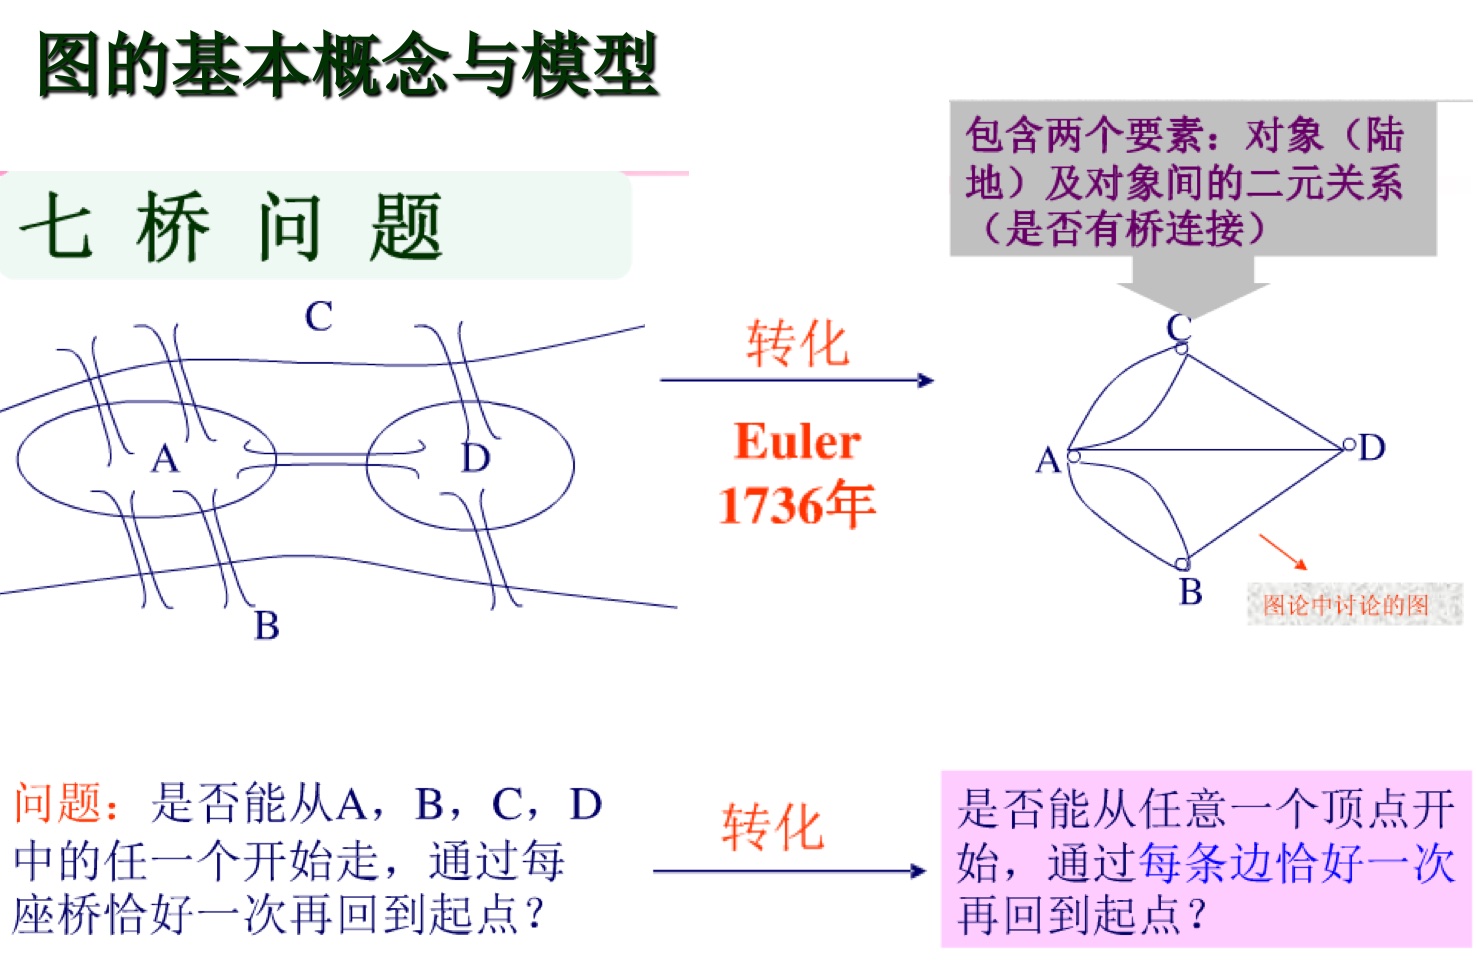 图的基本概念与模型
包含两个要素：对象（陆
地）及对象间的二元关系
（是否有桥连接）
七 桥 问 题
C
A
D
B
转化
Euler
1736年
C
A
D
B
图论中讨论的图
问题：是否能从A，B，C，D
中的任一个开始走，通过每
座桥恰好一次再回到起点？
转化
是否能从任意一个顶点开
始，通过每条边恰好一次
再回到起点？